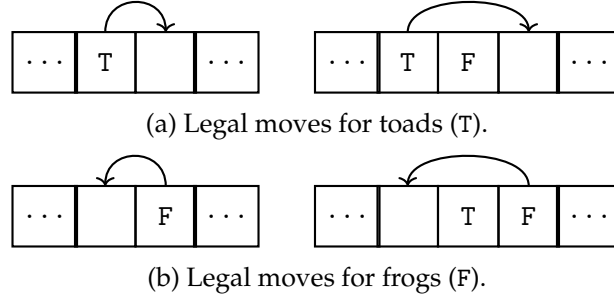 ··· T ··· ··· T F ···
(a) Legal moves for toads (T).
··· F ··· ··· T F ···
(b) Legal moves for frogs (F).